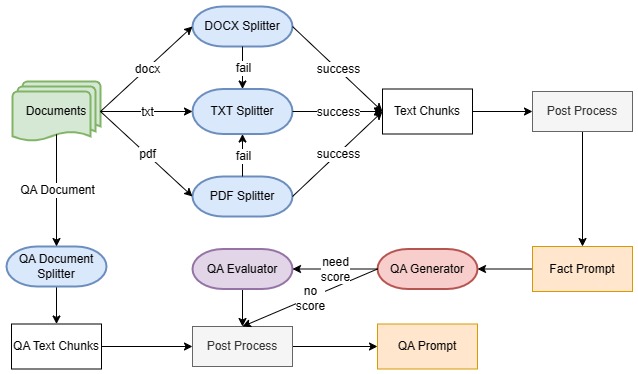 DOCX Splitter
docx
fail
success
Documents
txt
TXT Splitter
success
Text Chunks
Post Process
pdf
fail
success
PDF Splitter
QA Document
QA Document
Splitter
QA Evaluator
need
score
no
score
QA Generator
Fact Prompt
QA Text Chunks
Post Process
QA Prompt